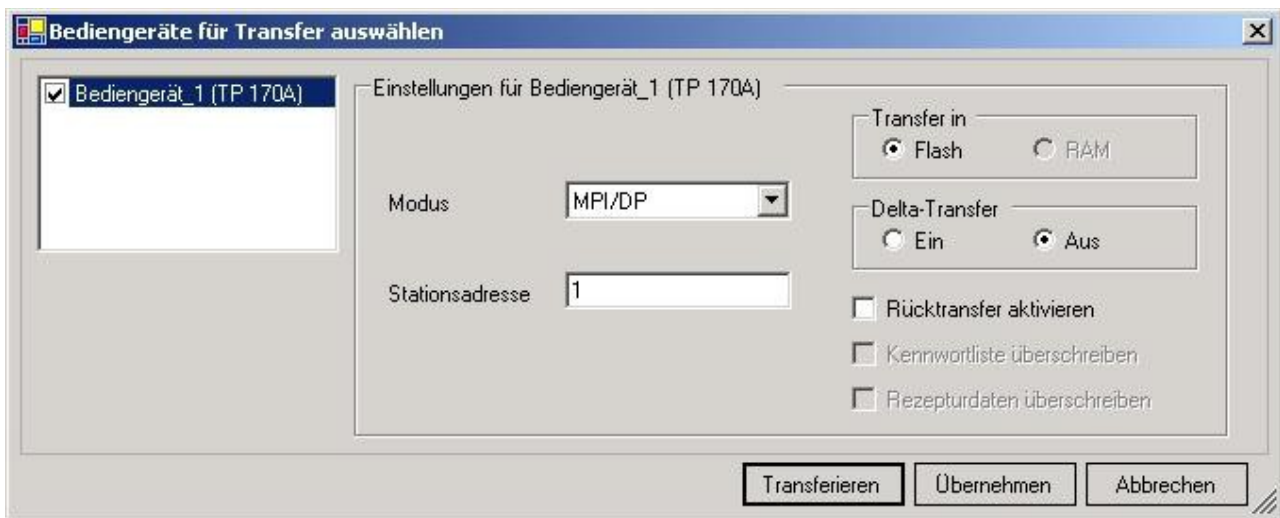 Bediengeräte für Transfer auswählen
Bediengerät_1 (TP 170A)
Einstellungen für Bediengerät_1 (TP 170A)
Modus
MPI/DP
Stationsadresse
1
Transfer in
Flash RAM
Delta-Transfer
Ein Aus
Rücktransfer aktivieren
Kennwortliste überschreiben
Rezepturdaten überschreiben
Transferieren Übernehmen Abbrechen